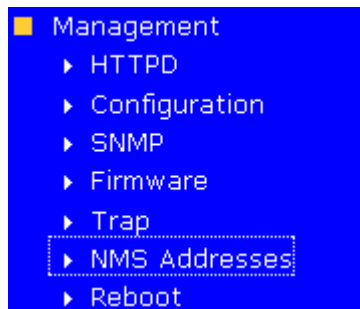 Management
HTTPD
Configuration
SNMP
Firmware
Trap
NMS Addresses
Reboot